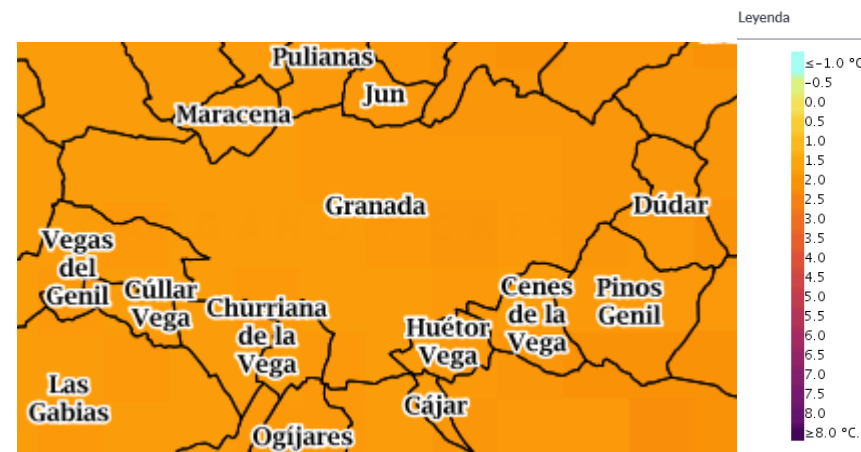 Leyenda
Pulianas
Jun
Maracena
Granada
Dúdar
Vegas
del
Genil
Cúllar
Vega
Churriana
de la
Vega
Huétor
Vega
Cenes
de la
Vega
Pinos
Genil
Las
Gabias
Cájar
Ogíjares
≤-1.0 °C
-0.5
0.0
0.5
1.0
1.5
2.0
2.5
3.0
3.5
4.0
4.5
5.0
5.5
6.0
6.5
7.0
7.5
8.0
≥8.0 °C.